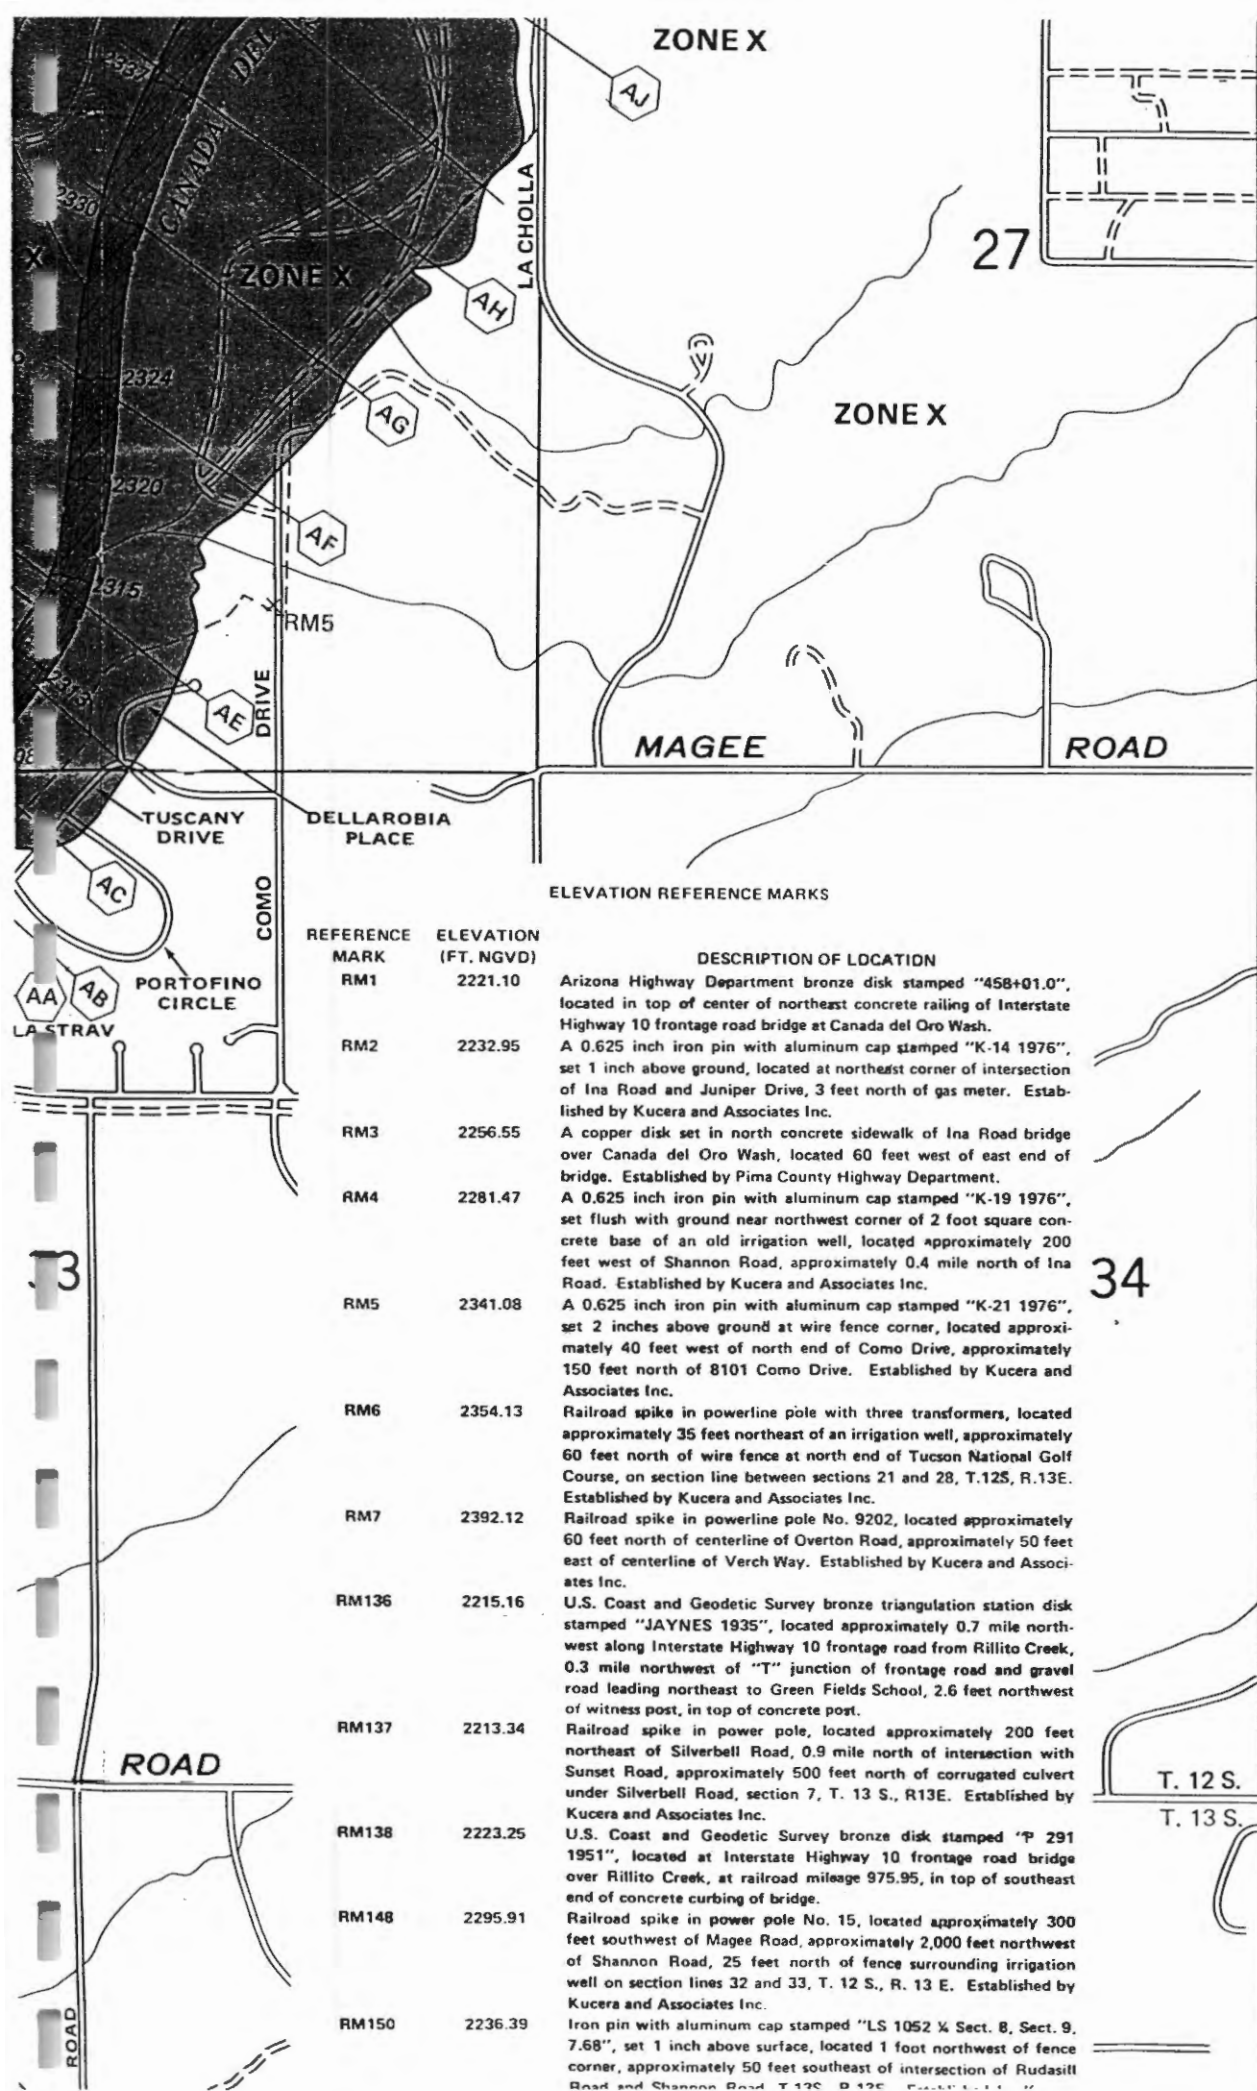 ZONE X
2337
DEL
AJ
CANADA
2330
LA CHOLLA
27
X
ZONE X
AH
2324
AG
ZONE X
2320
AF
2315
RM5
2313
AE
DRIVE
MAGEE ROAD
08
TUSCANY
DRIVE
DELLAROBIA
PLACE
AC
COMO
PORTOFINO
CIRCLE
AA
AB
LA STRAV
ELEVATION REFERENCE MARKS
REFERENCE ELEVATION
MARK (FT. NGVD) DESCRIPTION OF LOCATION
RM1 2221.10 Arizona Highway Department bronze disk stamped "458+01.0",
located in top of center of northeast concrete railing of Interstate
Highway 10 frontage road bridge at Canada del Oro Wash.
RM2 2232.95 A 0.625 inch iron pin with aluminum cap stamped "K-14 1976",
set 1 inch above ground, located at northeast corner of intersection
of Ina Road and Juniper Drive, 3 feet north of gas meter. Estab-
lished by Kucera and Associates Inc.
RM3 2256.55 A copper disk set in north concrete sidewalk of Ina Road bridge
over Canada del Oro Wash, located 60 feet west of east end of
bridge. Established by Pima County Highway Department.
RM4 2281.47 A 0.625 inch iron pin with aluminum cap stamped "K-19 1976",
set flush with ground near northwest corner of 2 foot square con-
crete base of an old irrigation well, located approximately 200
feet west of Shannon Road, approximately 0.4 mile north of Ina
Road. Established by Kucera and Associates Inc.
33
34
RM5 2341.08 A 0.625 inch iron pin with aluminum cap stamped "K-21 1976",
set 2 inches above ground at wire fence corner, located approxi-
mately 40 feet west of north end of Como Drive, approximately
150 feet north of 8101 Como Drive. Established by Kucera and
Associates Inc.
RM6 2354.13 Railroad spike in powerline pole with three transformers, located
approximately 35 feet northeast of an irrigation well, approximately
60 feet north of wire fence at north end of Tucson National Golf
Course, on section line between sections 21 and 28, T.12S, R.13E.
Established by Kucera and Associates Inc.
RM7 2392.12 Railroad spike in powerline pole No. 9202, located approximately
60 feet north of centerline of Overton Road, approximately 50 feet
east of centerline of Verch Way. Established by Kucera and Associ-
ates Inc.
RM136 2215.16 U.S. Coast and Geodetic Survey bronze triangulation station disk
stamped "JAYNES 1935", located approximately 0.7 mile north-
west along Interstate Highway 10 frontage road from Rillito Creek,
0.3 mile northwest of "T" junction of frontage road and gravel
road leading northeast to Green Fields School, 2.6 feet northwest
of witness post, in top of concrete post.
RM137 2213.34 Railroad spike in power pole, located approximately 200 feet
northeast of Silverbell Road, 0.9 mile north of intersection with
Sunset Road, approximately 500 feet north of corrugated culvert
under Silverbell Road, section 7, T. 13 S., R13E. Established by
Kucera and Associates Inc.
ROAD
T. 12 S.
T. 13 S.
RM138 2223.25 U.S. Coast and Geodetic Survey bronze disk stamped "P 291
1951", located at Interstate Highway 10 frontage road bridge
over Rillito Creek, at railroad mileage 975.95, in top of southeast
end of concrete curbing of bridge.
RM148 2295.91 Railroad spike in power pole No. 15, located approximately 300
feet southwest of Magee Road, approximately 2,000 feet northwest
of Shannon Road, 25 feet north of fence surrounding irrigation
well on section lines 32 and 33, T. 12 S., R. 13 E. Established by
Kucera and Associates Inc.
RM150 2236.39 Iron pin with aluminum cap stamped "LS 1052 ¼ Sect. 8, Sect. 9,
7.68", set 1 inch above surface, located 1 foot northwest of fence
corner, approximately 50 feet southeast of intersection of Rudasill
Road and Shannon Road, T 13S
ROAD